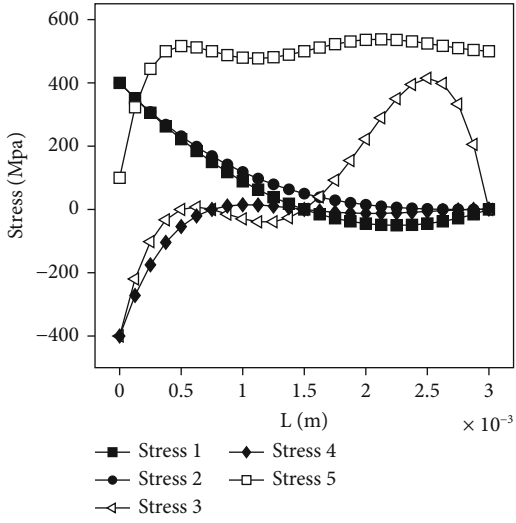 600
400
200
0
−200
−400
Stress (Mpa)
0 0.5 1 1.5 2 2.5 3
L (m)
× 10⁻³
Stress 1 Stress 4
Stress 2 Stress 5
Stress 3